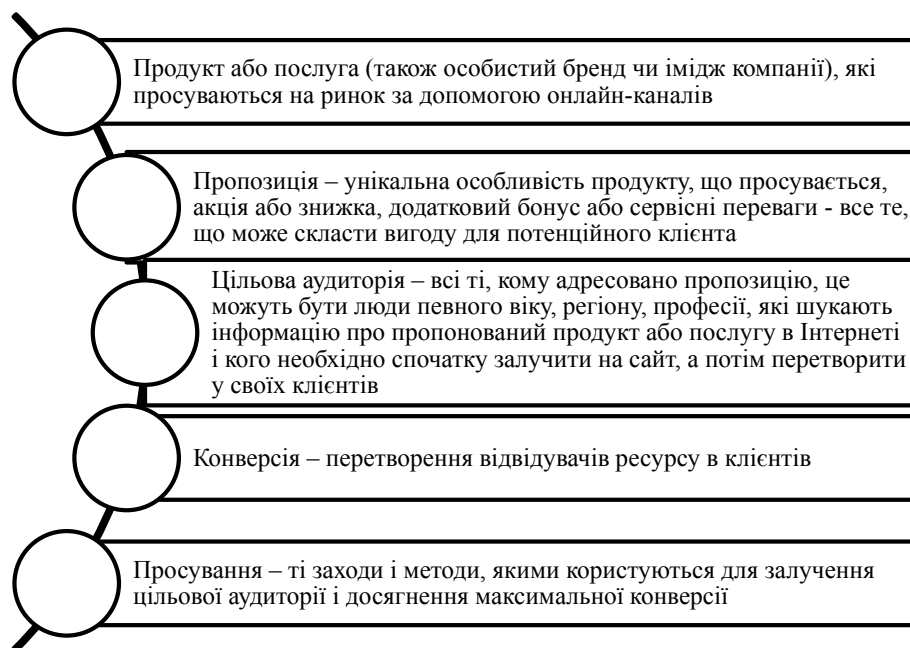 Продукт або послуга (також особистий бренд чи імідж компанії), які
просуваються на ринок за допомогою онлайн-каналів
Пропозиція – унікальна особливість продукту, що просувається,
акція або знижка, додатковий бонус або сервісні переваги - все те,
що може скласти вигоду для потенційного клієнта
Цільова аудиторія – всі ті, кому адресовано пропозицію, це
можуть бути люди певного віку, регіону, професії, які шукають
інформацію про пропонований продукт або послугу в Інтернеті
і кого необхідно спочатку залучити на сайт, а потім перетворити
у своїх клієнтів
Конверсія – перетворення відвідувачів ресурсу в клієнтів
Просування – ті заходи і методи, якими користуються для залучення
цільової аудиторії і досягнення максимальної конверсії